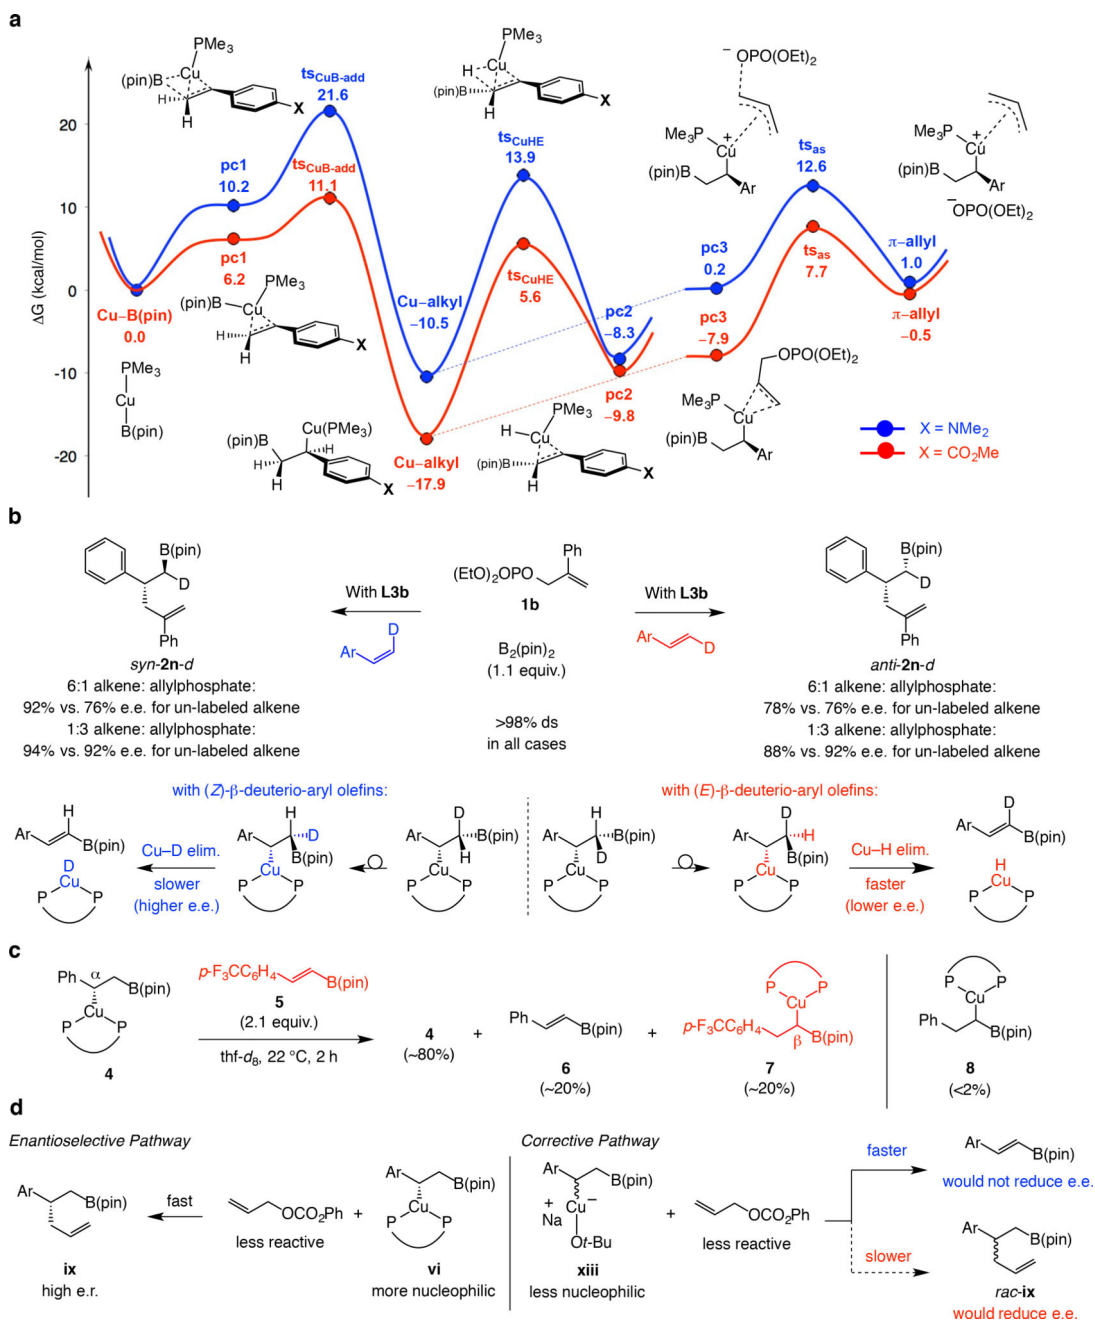 a
PMe3
(pin)B
Cu
H
H
X
tsCuB-add
21.6
PMe3
H
Cu
(pin)B
H
X
−OPO(OEt)2
Me3P
+
Cu
(pin)B
Ar
Me3P
+
Cu
(pin)B
Ar
−OPO(OEt)2
ΔG (kcal/mol)
20
10
0
-10
-20
pc1
10.2
tsCuB-add
11.1
tsCuHE
13.9
tsas
12.6
pc1
6.2
Cu–B(pin)
0.0
PMe3
(pin)B
Cu
H
H
X
Cu–alkyl
−10.5
tsCuHE
5.6
pc2
−8.3
pc3
0.2
tsas
7.7
π–allyl
1.0
π–allyl
−0.5
pc3
−7.9
pc2
−9.8
PMe3
Cu
B(pin)
(pin)B
Cu(PMe3)
H
H
H
X
Cu–alkyl
−17.9
PMe3
H
Cu
(pin)B
H
H
X
OPO(OEt)2
Me3P
Cu
(pin)B
Ar
X = NMe2
X = CO2Me
b
B(pin)
D
Ph
syn-2n-d
6:1 alkene: allylphosphate:
92% vs. 76% e.e. for un-labeled alkene
1:3 alkene: allylphosphate:
94% vs. 92% e.e. for un-labeled alkene
With L3b
D
Ar
Ph
(EtO)2OPO
1b
B2(pin)2
(1.1 equiv.)
>98% ds
in all cases
With L3b
Ar
D
B(pin)
D
Ph
anti-2n-d
6:1 alkene: allylphosphate:
78% vs. 76% e.e. for un-labeled alkene
1:3 alkene: allylphosphate:
88% vs. 92% e.e. for un-labeled alkene
with (Z)-β-deuterio-aryl olefins:
with (E)-β-deuterio-aryl olefins:
H
Ar
B(pin)
D
Cu
P
P
Cu–D elim.
slower
(higher e.e.)
H
Ar
D
B(pin)
Cu
P
P
D
Ar
B(pin)
H
Cu
P
P
H
Ar
B(pin)
D
Cu
P
P
D
Ar
H
B(pin)
Cu
P
P
Cu–H elim.
faster
(lower e.e.)
D
Ar
B(pin)
H
Cu
P
P
c
Ph
α
B(pin)
Cu
P
P
4
p-F3CC6H4
B(pin)
5
(2.1 equiv.)
thf-d8, 22 °C, 2 h
4
(~80%)
+
Ph
B(pin)
6
(~20%)
+
P
P
Cu
p-F3CC6H4
β
B(pin)
7
(~20%)
P
P
Cu
Ph
B(pin)
8
(<2%)
d
Enantioselective Pathway
Ar
B(pin)
ix
high e.r.
fast
OCO2Ph
less reactive
+
Ar
B(pin)
Cu
P
P
vi
more nucleophilic
Corrective Pathway
Ar
B(pin)
−
Cu
+
Na
Ot-Bu
xiii
less nucleophilic
+
OCO2Ph
less reactive
faster
Ar
B(pin)
would not reduce e.e.
slower
Ar
B(pin)
rac-ix
would reduce e.e.